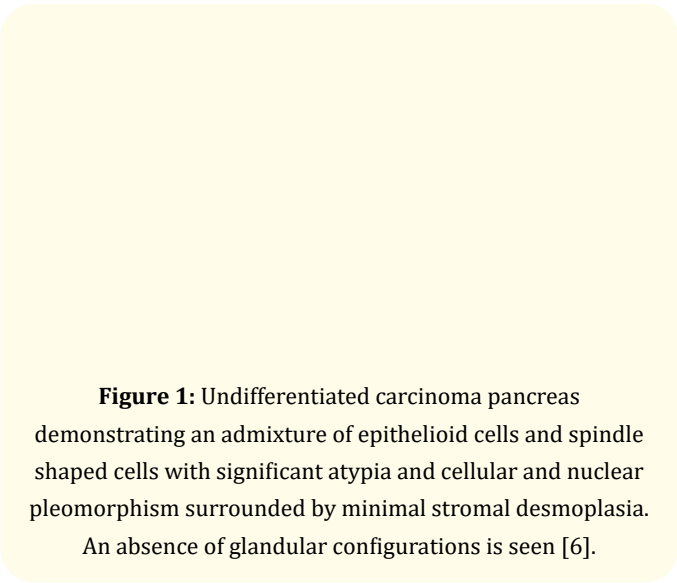 Figure 1: Undifferentiated carcinoma pancreas
demonstrating an admixture of epithelioid cells and spindle
shaped cells with significant atypia and cellular and nuclear
pleomorphism surrounded by minimal stromal desmoplasia.
An absence of glandular configurations is seen [6].